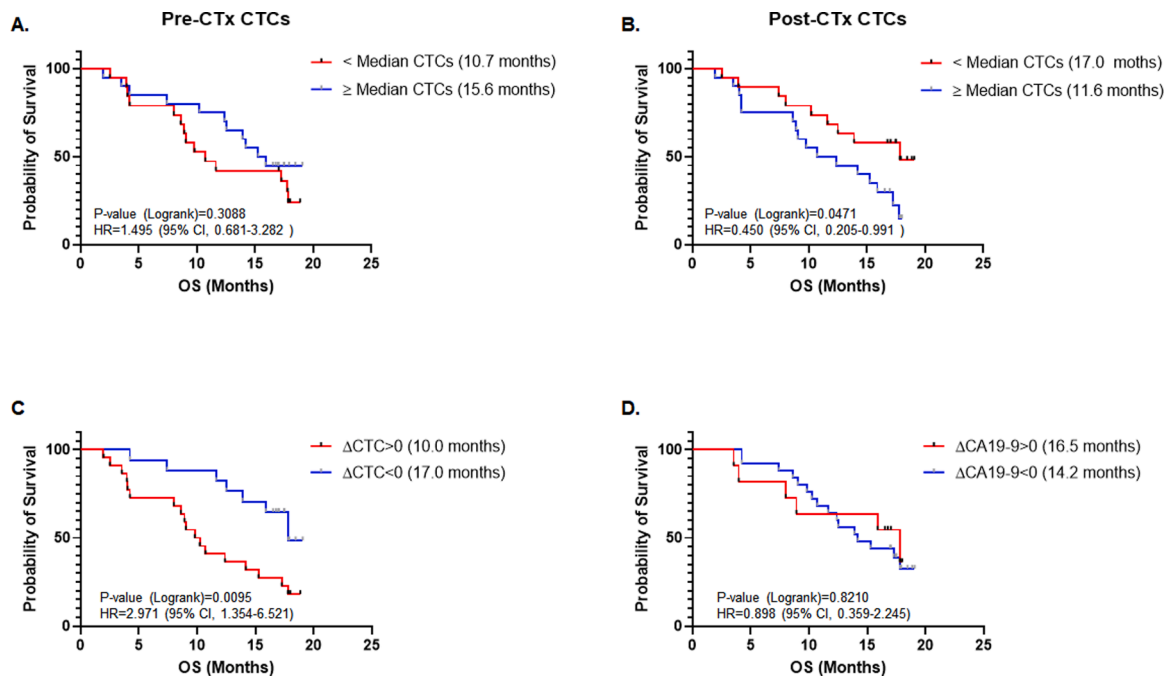 Pre-CTx CTCs
A.
< Median CTCs (10.7 months)
≥ Median CTCs (15.6 months)
Probability of Survival
100
50
0
P-value (Logrank)=0.3088
HR=1.495 (95% CI, 0.681-3.282 )
0 5 10 15 20 25
OS (Months)
Post-CTx CTCs
B.
< Median CTCs (17.0 moths)
≥ Median CTCs (11.6 months)
Probability of Survival
100
50
0
P-value (Logrank)=0.0471
HR=0.450 (95% CI, 0.205-0.991 )
0 5 10 15 20 25
OS (Months)
C
ΔCTC>0 (10.0 months)
ΔCTC<0 (17.0 months)
Probability of Survival
100
50
0
P-value (Logrank)=0.0095
HR=2.971 (95% CI, 1.354-6.521)
0 5 10 15 20 25
OS (Months)
D.
ΔCA19-9>0 (16.5 months)
ΔCA19-9<0 (14.2 months)
Probability of Survival
100
50
0
P-value (Logrank)=0.8210
HR=0.898 (95% CI, 0.359-2.245)
0 5 10 15 20 25
OS (Months)